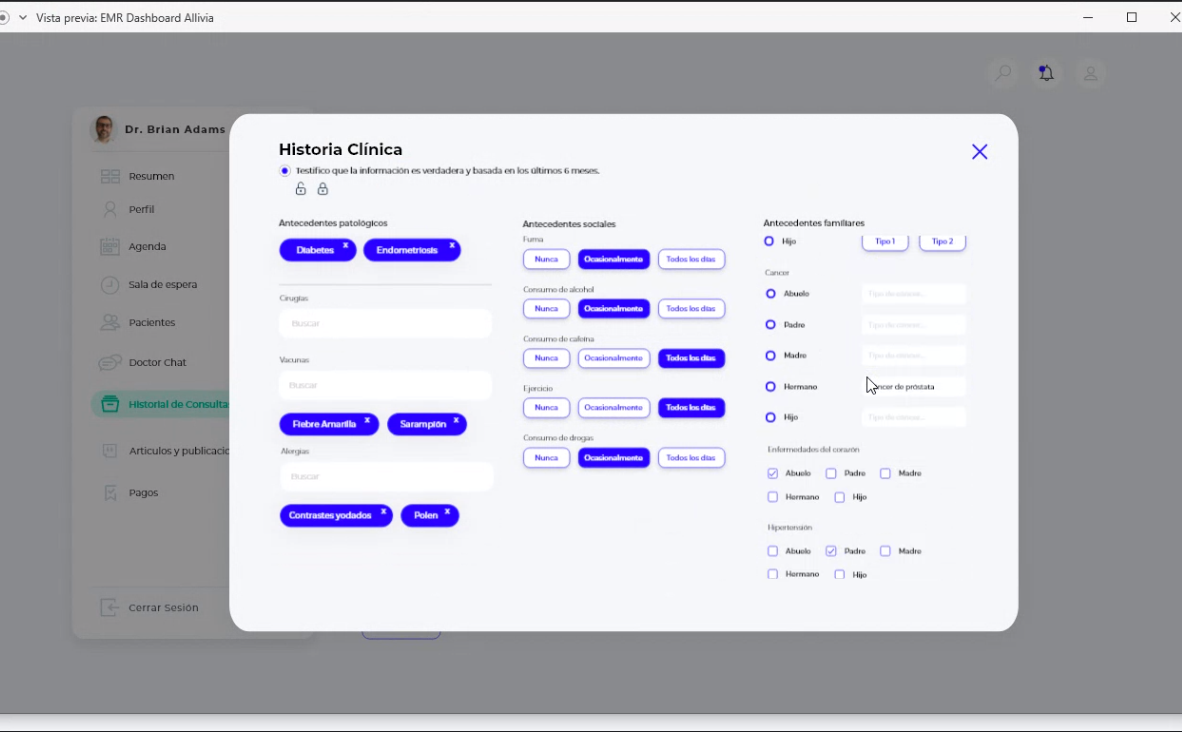 Vista previa: EMR Dashboard Allivia
Dr. Brian Adams
Resumen
Perfil
Agenda
Sala de espera
Pacientes
Doctor Chat
Historial de Consultas
Articulos y publicacio
Pagos
Cerrar Sesión
Historia Clínica
Testifico que la información es verdadera y basada en los últimos 6 meses.
Antecedentes patológicos
Diabetes x
Endometriosis x
Cirugías
Buscar
Vacunas
Buscar
Fiebre Amarilla x
Sarampión x
Alergias
Buscar
Contrastes yodados x
Polen x
Antecedentes sociales
Fuma
Nunca Ocasionalmente Todos los días
Consumo de alcohol
Nunca Ocasionalmente Todos los días
Consumo de cafeína
Nunca Ocasionalmente Todos los días
Ejercicio
Nunca Ocasionalmente Todos los días
Consumo de drogas
Nunca Ocasionalmente Todos los días
Antecedentes familiares
Hijo Tipo 1 Tipo 2
Cancer
Abuelo Tipo de cáncer...
Padre Tipo de cáncer...
Madre Tipo de cáncer...
Hermano de próstata
Hijo Tipo de cáncer...
Enfermedades del corazón
Abuelo Padre Madre
Hermano Hijo
Hipertensión
Abuelo Padre Madre
Hermano Hijo